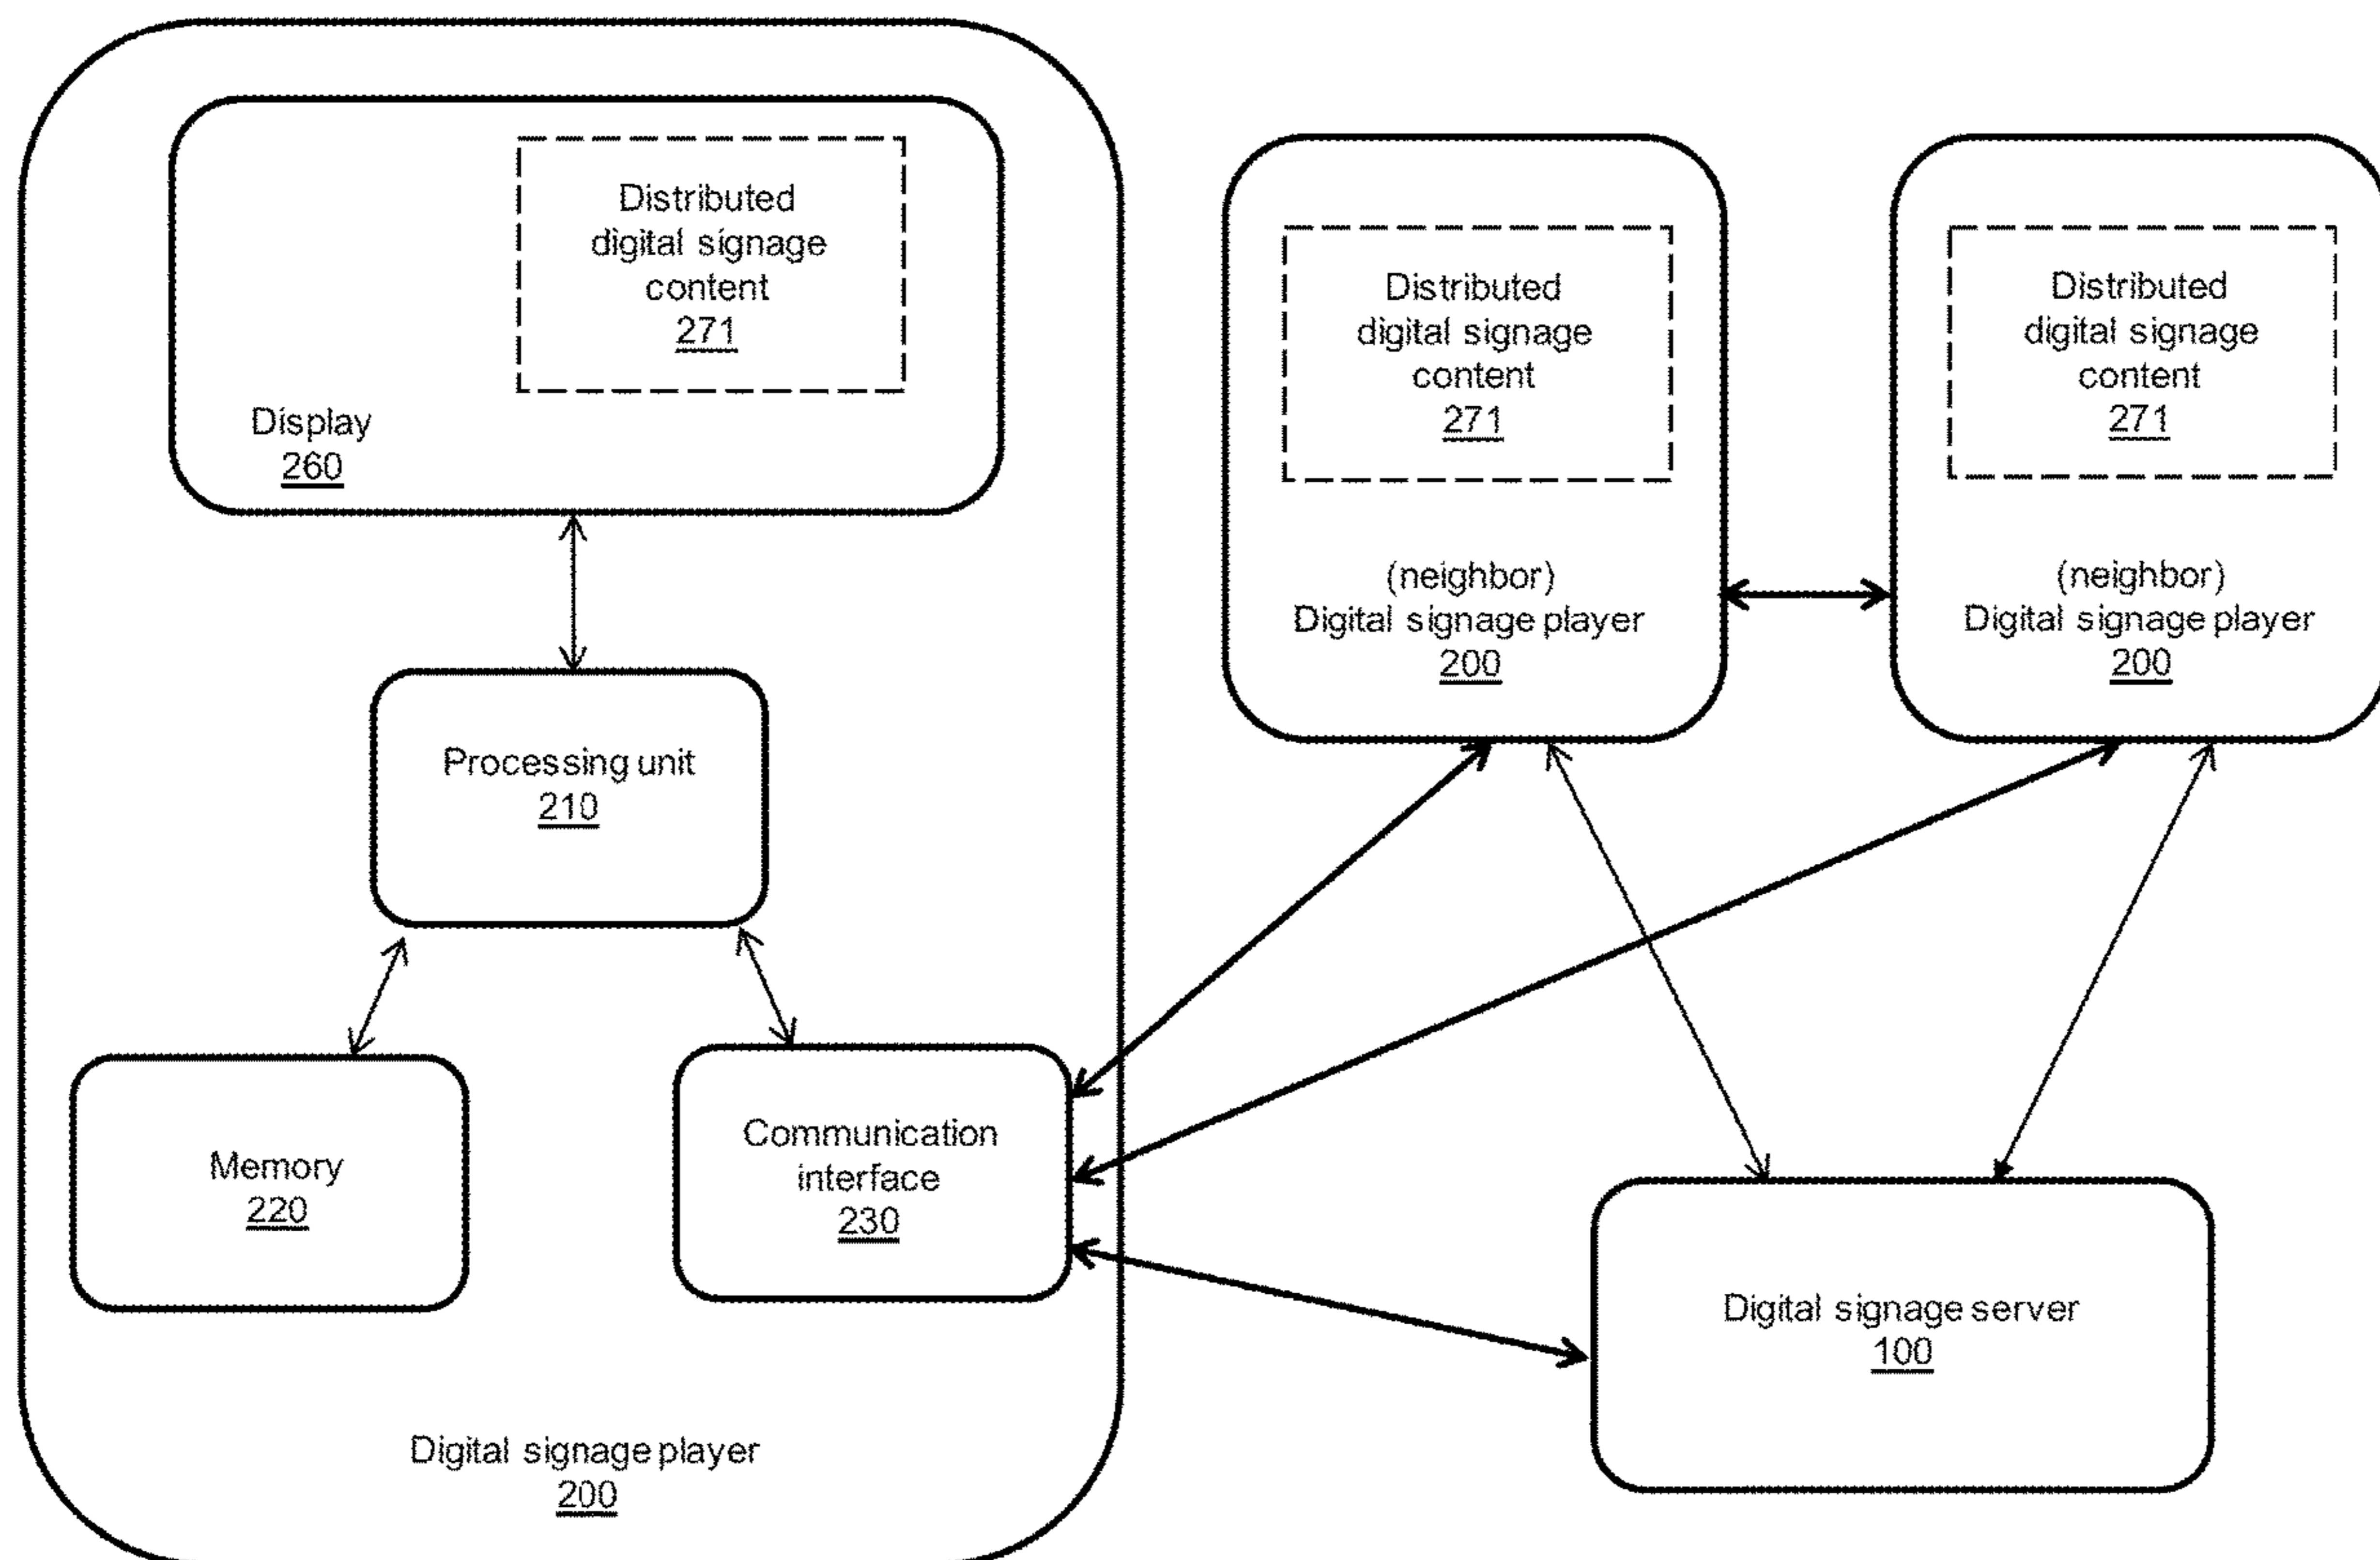 Distributed
digital signage
content
271
Display
260
Processing unit
210
Memory
220
Communication
interface
230
Digital signage player
200
Distributed
digital signage
content
271
(neighbor)
Digital signage player
200
Distributed
digital signage
content
271
(neighbor)
Digital signage player
200
Digital signage server
100